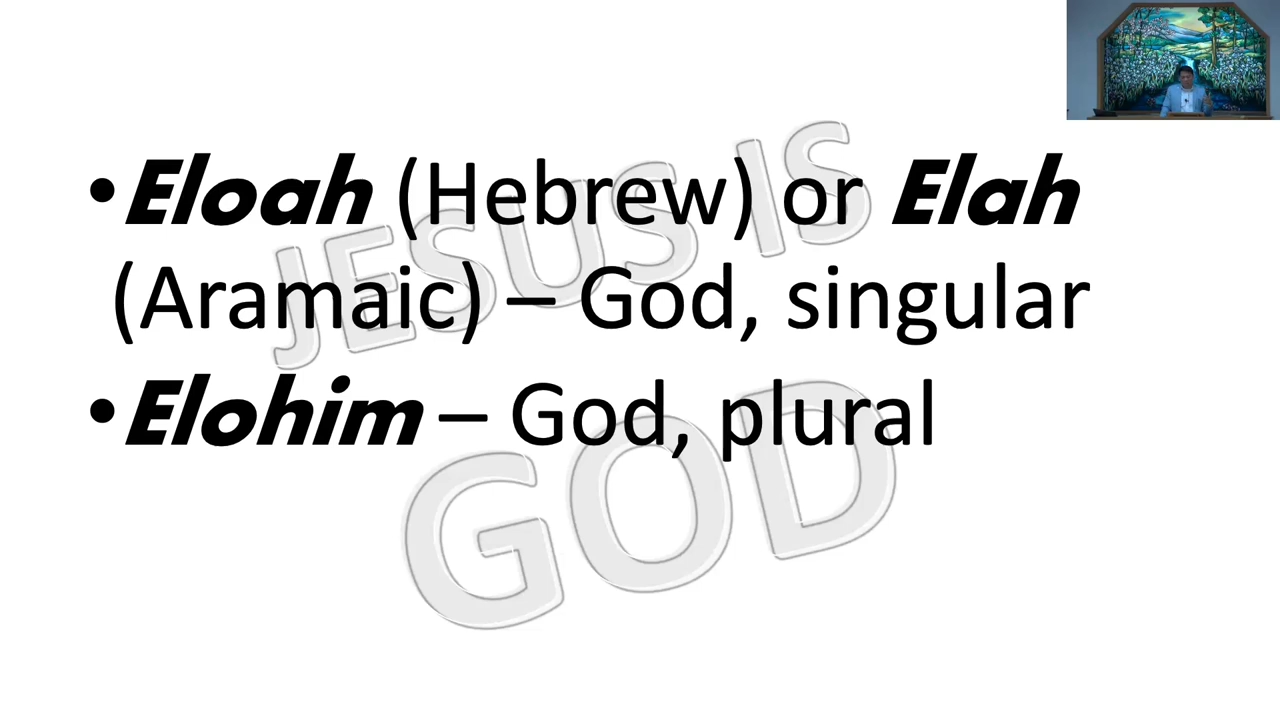 •Eloah (Hebrew) or Elah
(Aramaic) – God, singular
•Elohim – God, plural
JESUS IS
GOD